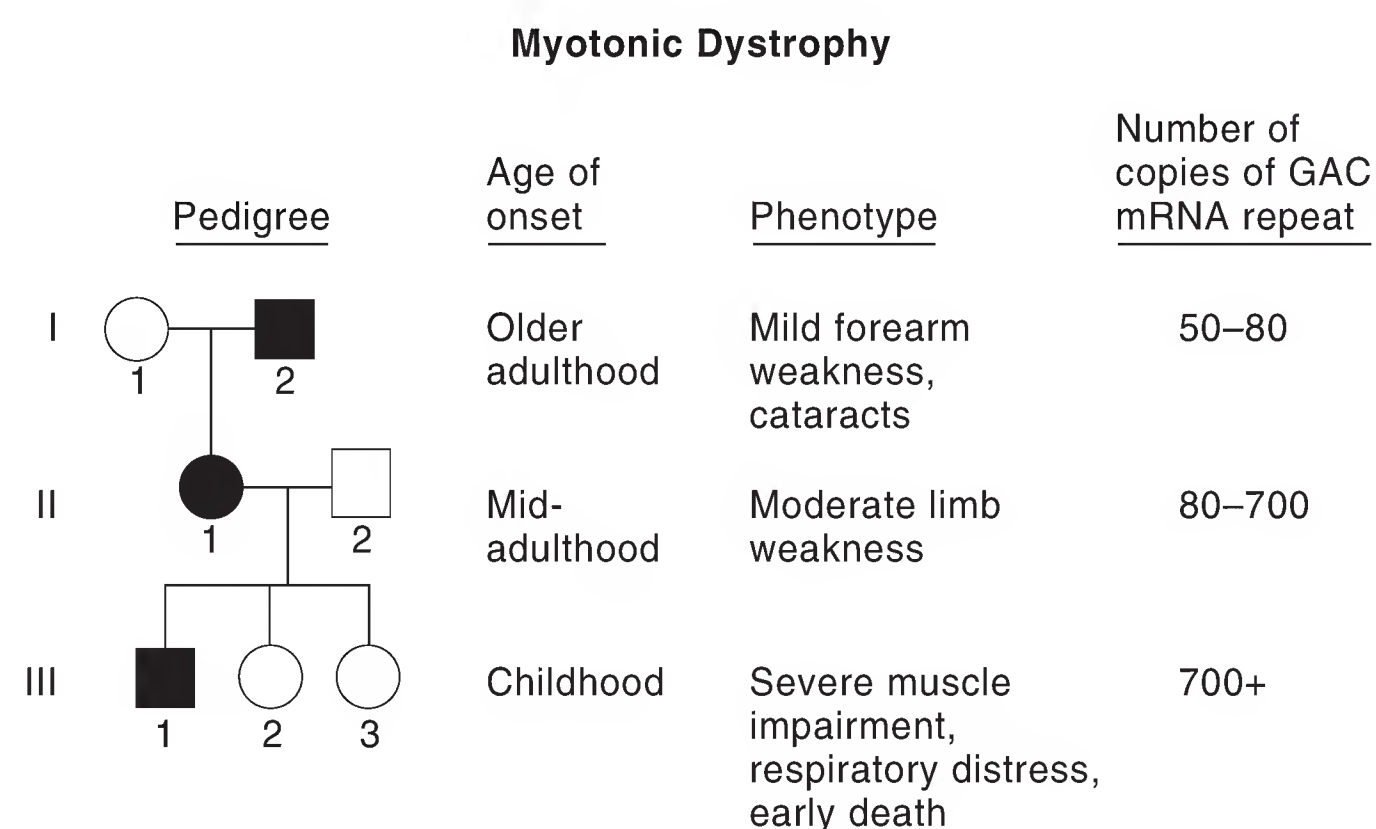 Myotonic Dystrophy
Pedigree
Age of
onset
Phenotype
Number of
copies of GAC
mRNA repeat
I
1
2
Older
adulthood
Mild forearm
weakness,
cataracts
50–80
II
1
2
Mid-
adulthood
Moderate limb
weakness
80–700
III
1
2
3
Childhood
Severe muscle
impairment,
respiratory distress,
early death
700+